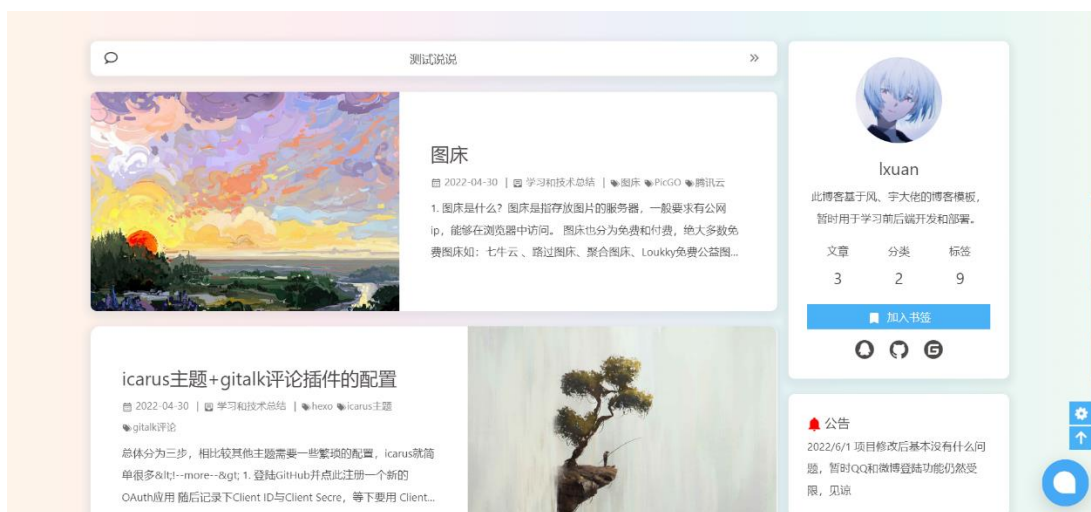 测试说说
图床
2022-04-30 | 学习和技术总结 | 图床 PicGO 腾讯云
1. 图床是什么？图床是指存放图片的服务器，一般要求有公网
ip，能够在浏览器中访问。 图床也分为免费和付费，绝大多数免
费图床如：七牛云 、路过图床、聚合图床、Loukky免费公益图...
icarus主题+gitalk评论插件的配置
2022-04-30 | 学习和技术总结 | hexo icarus主题
gitalk评论
总体分为三步，相比较其他主题需要一些繁琐的配置，icarus就简
单很多&lt;!--more--&gt; 1. 登陆GitHub并点此注册一个新的
OAuth应用 随后记录下Client ID与Client Secre，等下要用 Client...
lxuan
此博客基于风、宇大佬的博客模板，
暂时用于学习前后端开发和部署。
文章 分类 标签
3 2 9
加入书签
公告
2022/6/1 项目修改后基本没有什么问
题，暂时QQ和微博登陆功能仍然受
限，见谅